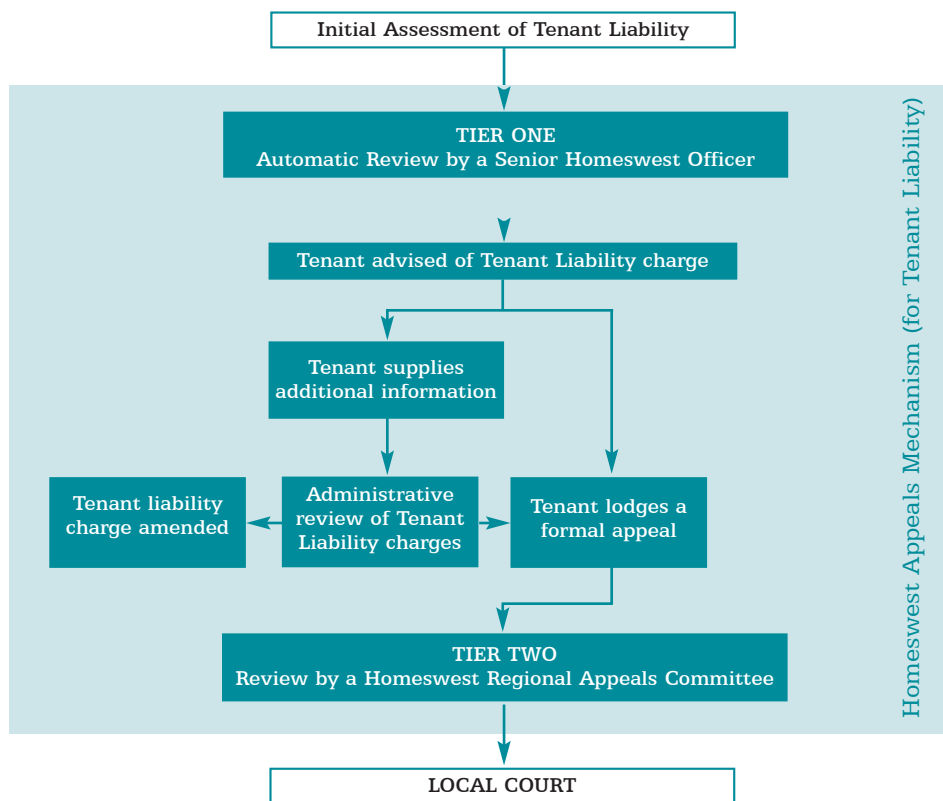 Initial Assessment of Tenant Liability
TIER ONE
Automatic Review by a Senior Homeswest Officer
Tenant advised of Tenant Liability charge
Tenant supplies
additional information
Tenant liability
charge amended
Administrative
review of Tenant
Liability charges
Tenant lodges a
formal appeal
TIER TWO
Review by a Homeswest Regional Appeals Committee
LOCAL COURT
Homeswest Appeals Mechanism (for Tenant Liability)